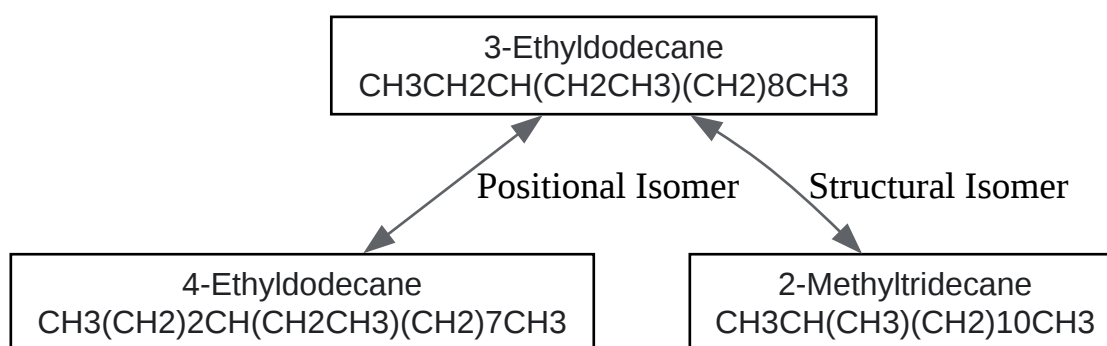 3-Ethyldodecane
CH3CH2CH(CH2CH3)(CH2)8CH3
Positional Isomer
Structural Isomer
4-Ethyldodecane
CH3(CH2)2CH(CH2CH3)(CH2)7CH3
2-Methyltridecane
CH3CH(CH3)(CH2)10CH3